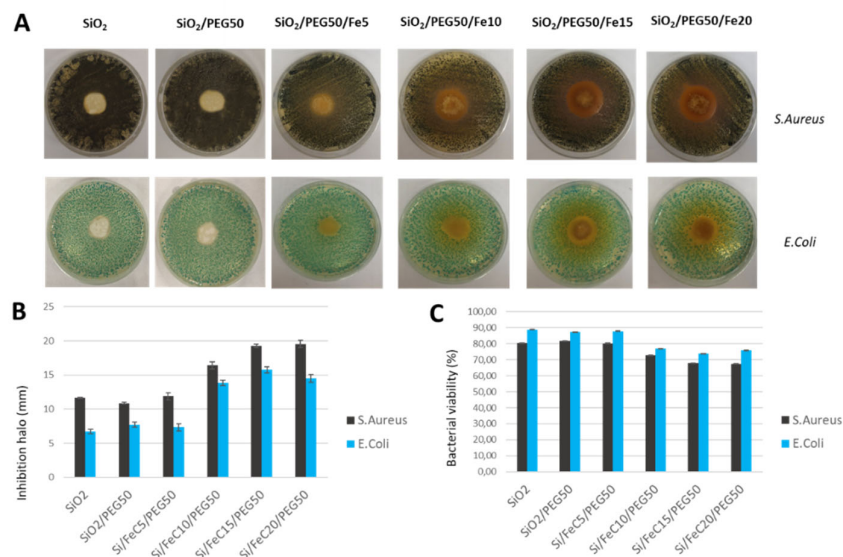 A
SiO2
SiO2/PEG50
SiO2/PEG50/Fe5
SiO2/PEG50/Fe10
SiO2/PEG50/Fe15
SiO2/PEG50/Fe20
S.Aureus
E.Coli
B
Inhibition halo (mm)
25
20
15
10
5
0
SiO2
SiO2/PEG50
Si/FeC5/PEG50
Si/FeC10/PEG50
Si/FeC15/PEG50
Si/FeC20/PEG50
S.Aureus
E.Coli
C
Bacterial viability (%)
100,00
90,00
80,00
70,00
60,00
50,00
40,00
30,00
20,00
10,00
0,00
SiO2
SiO2/PEG50
Si/FeC5/PEG50
Si/FeC10/PEG50
Si/FeC15/PEG50
Si/FeC20/PEG50
S.Aureus
E.Coli